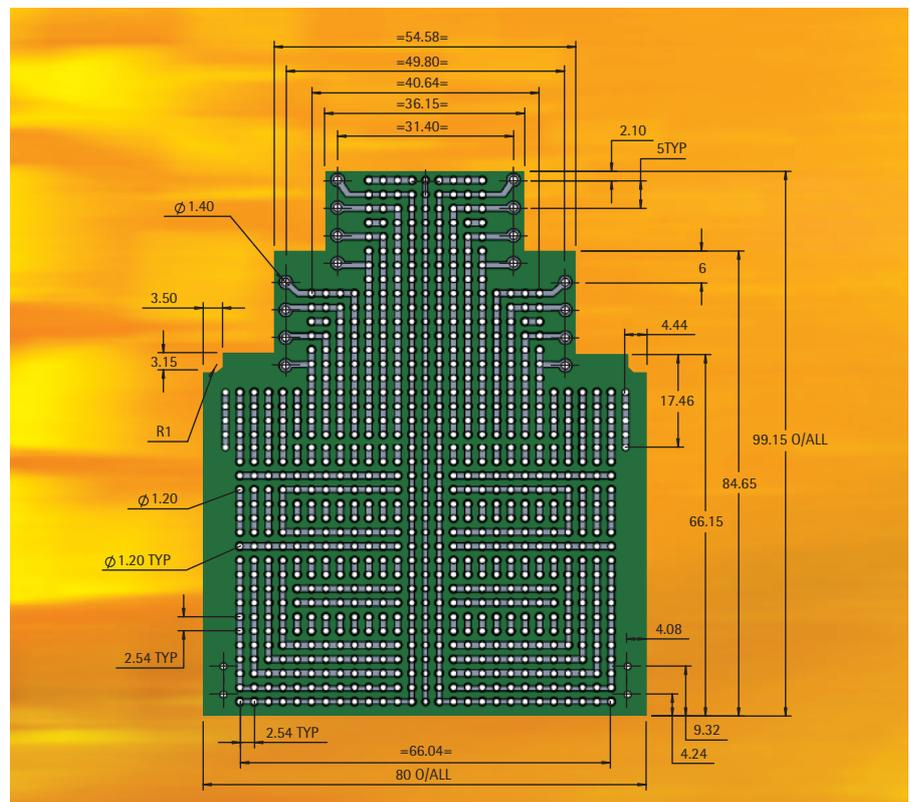 =54.58=
=49.80=
=40.64=
=36.15=
=31.40=
2.10
5TYP
Ø1.40
6
3.50
4.44
3.15
17.46
R1
99.15 O/ALL
84.65
Ø1.20
66.15
Ø1.20 TYP
4.08
2.54 TYP
2.54 TYP
9.32
=66.04=
4.24
80 O/ALL